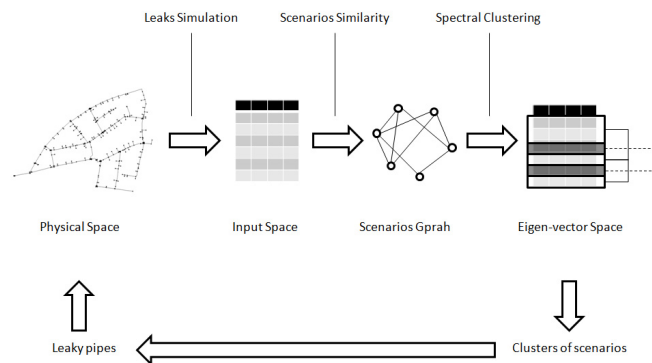 Leaks Simulation
Scenarios Similarity
Spectral Clustering
Physical Space
Input Space
Scenarios Gprah
Eigen-vector Space
Leaky pipes
Clusters of scenarios